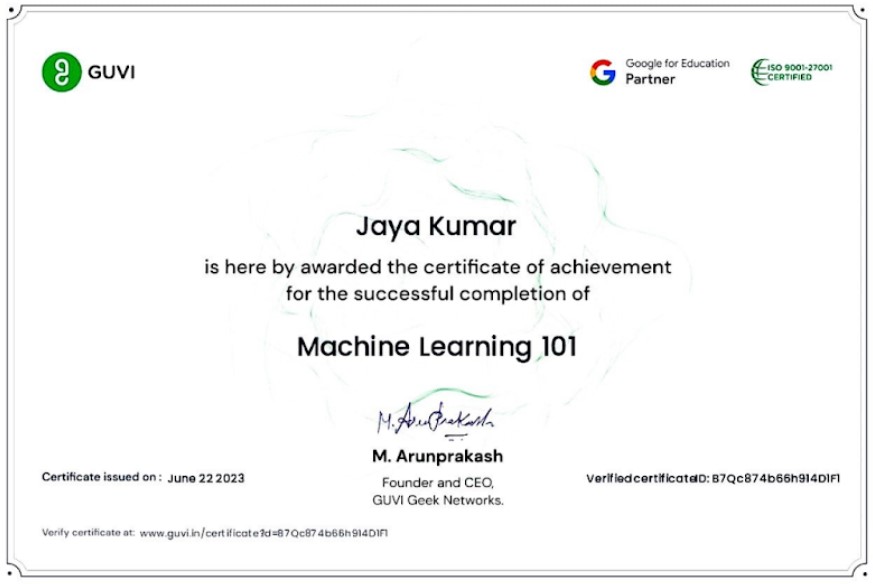 GUVI
Google for Education
Partner
ISO 9001-27001
CERTIFIED
Jaya Kumar
is here by awarded the certificate of achievement
for the successful completion of
Machine Learning 101
M. Arunprakash
M. Arunprakash
Founder and CEO,
GUVI Geek Networks.
Certificate issued on : June 22 2023
Verified certificate ID: 87Qc874b66h914D1F1
Verify certificate at: www.guvi.in/certificate?id=87Qc874b66h914D1F1